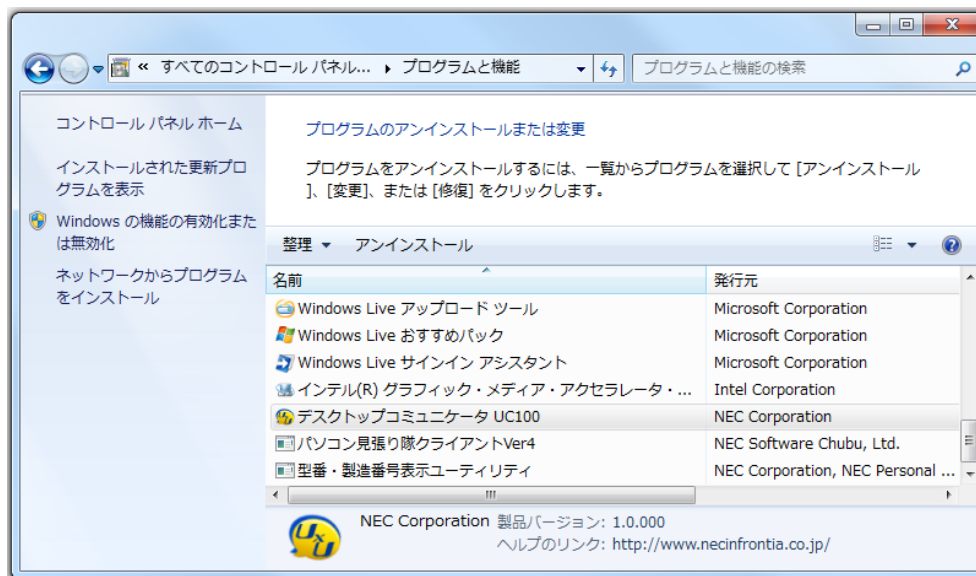 « すべてのコントロール パネル... ▸ プログラムと機能
プログラムと機能の検索
コントロール パネル ホーム
インストールされた更新プロ
グラムを表示
Windows の機能の有効化また
は無効化
ネットワークからプログラム
をインストール
プログラムのアンインストールまたは変更
プログラムをアンインストールするには、一覧からプログラムを選択して [アンインストール
]、[変更]、または [修復] をクリックします。
整理 ▼ アンインストール
名前 発行元
Windows Live アップロード ツール Microsoft Corporation
Windows Live おすすめパック Microsoft Corporation
Windows Live サインイン アシスタント Microsoft Corporation
インテル(R) グラフィック・メディア・アクセラレータ・... Intel Corporation
デスクトップコミュニケータ UC100 NEC Corporation
パソコン見張り隊クライアントVer4 NEC Software Chubu, Ltd.
型番・製造番号表示ユーティリティ NEC Corporation, NEC Personal ...
UxU
NEC Corporation 製品バージョン: 1.0.000
ヘルプのリンク: http://www.necinfrontia.co.jp/